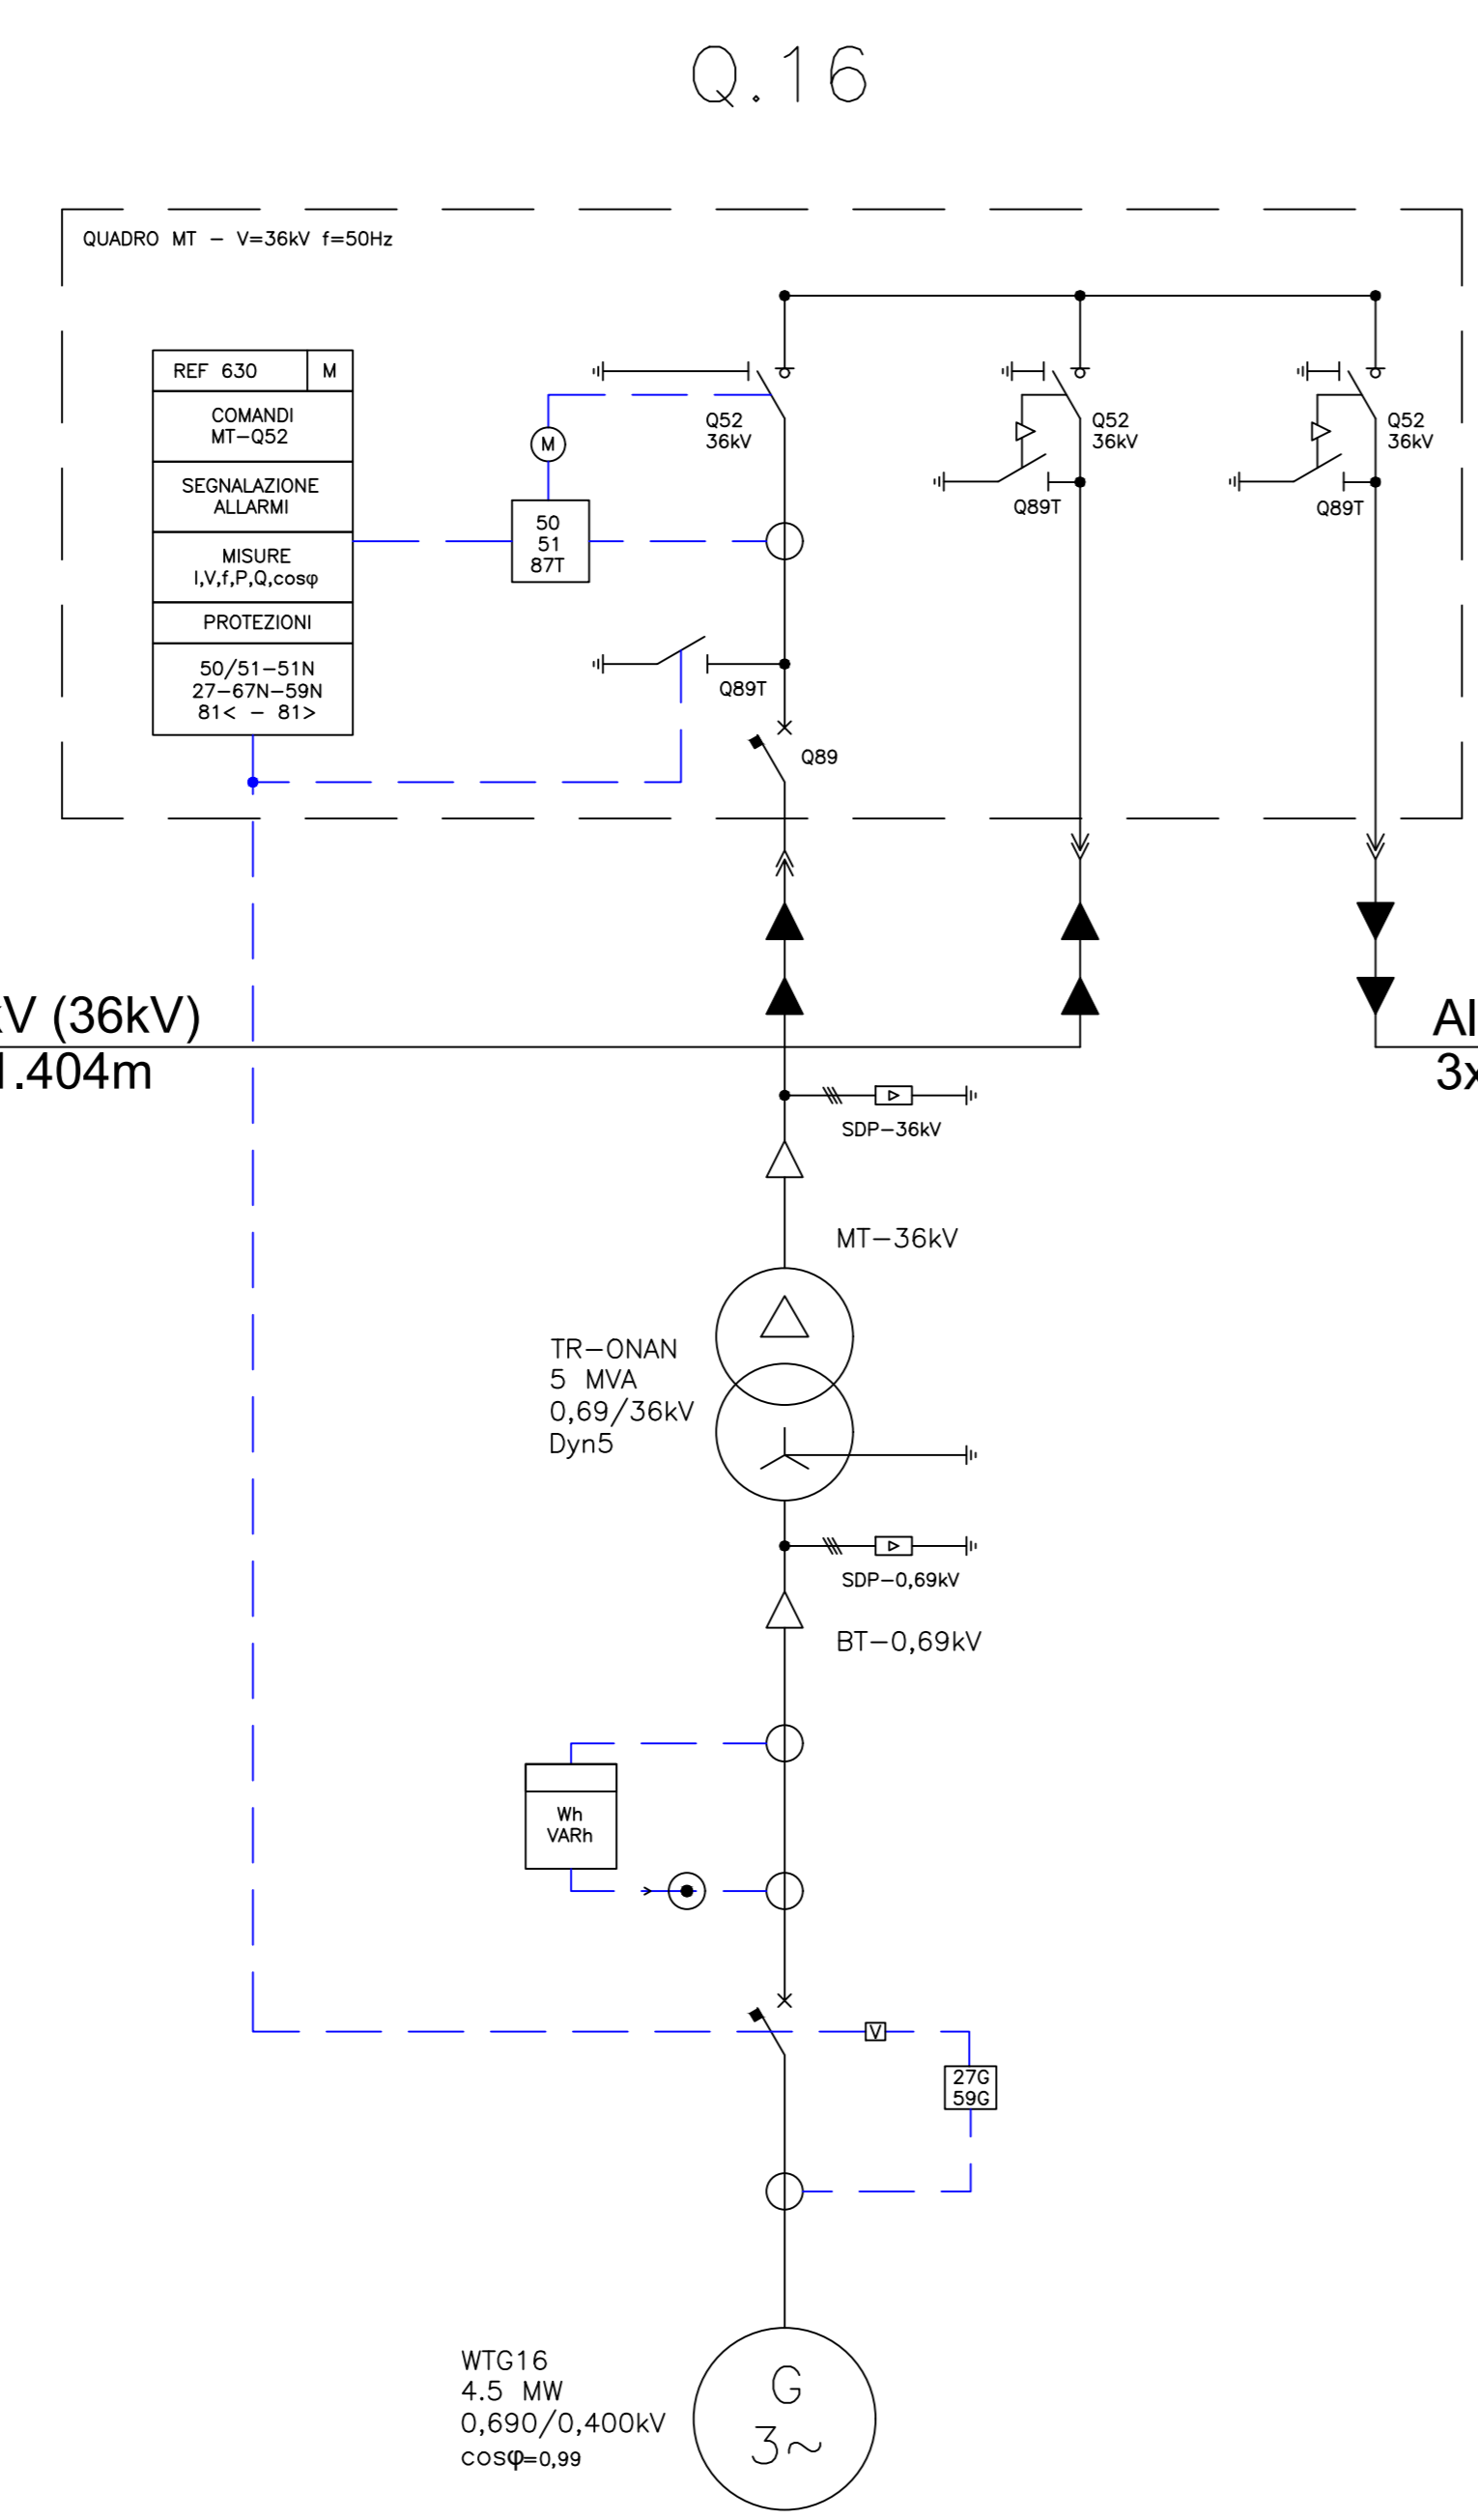 Q.16
QUADRO MT - V=36kV f=50Hz
REF 630
M
COMANDI
MT-Q52
SEGNALAZIONE
ALLARMI
MISURE
I,V,f,P,Q,cosφ
PROTEZIONI
50/51-51N
27-67N-59N
81< - 81>
M
50
51
87T
Q52
36kV
Q89T
Q89
Q52
36kV
Q89T
Q52
36kV
Q89T
kV (36kV)
1.404m
Al
3x
SDP-36kV
MT-36kV
TR-ONAN
5 MVA
0,69/36kV
Dyn5
SDP-0,69kV
BT-0,69kV
Wh
VARh
V
27G
59G
WTG16
4.5 MW
0,690/0,400kV
cosφ=0,99
G
3~